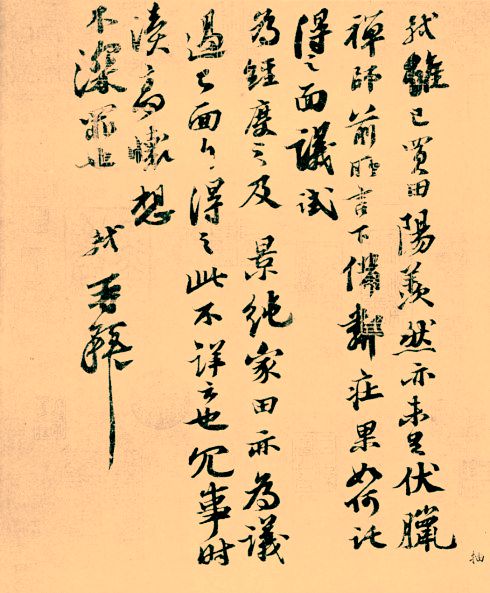 軾雖已買田陽羨然亦未足伏臘
禪師前所言下備鄰莊果如何託
得之面議試
為經度之及 景純家田亦為議
過已面白得之此不詳云也冗事時
瀆高懷想
不深罪也 軾再拜